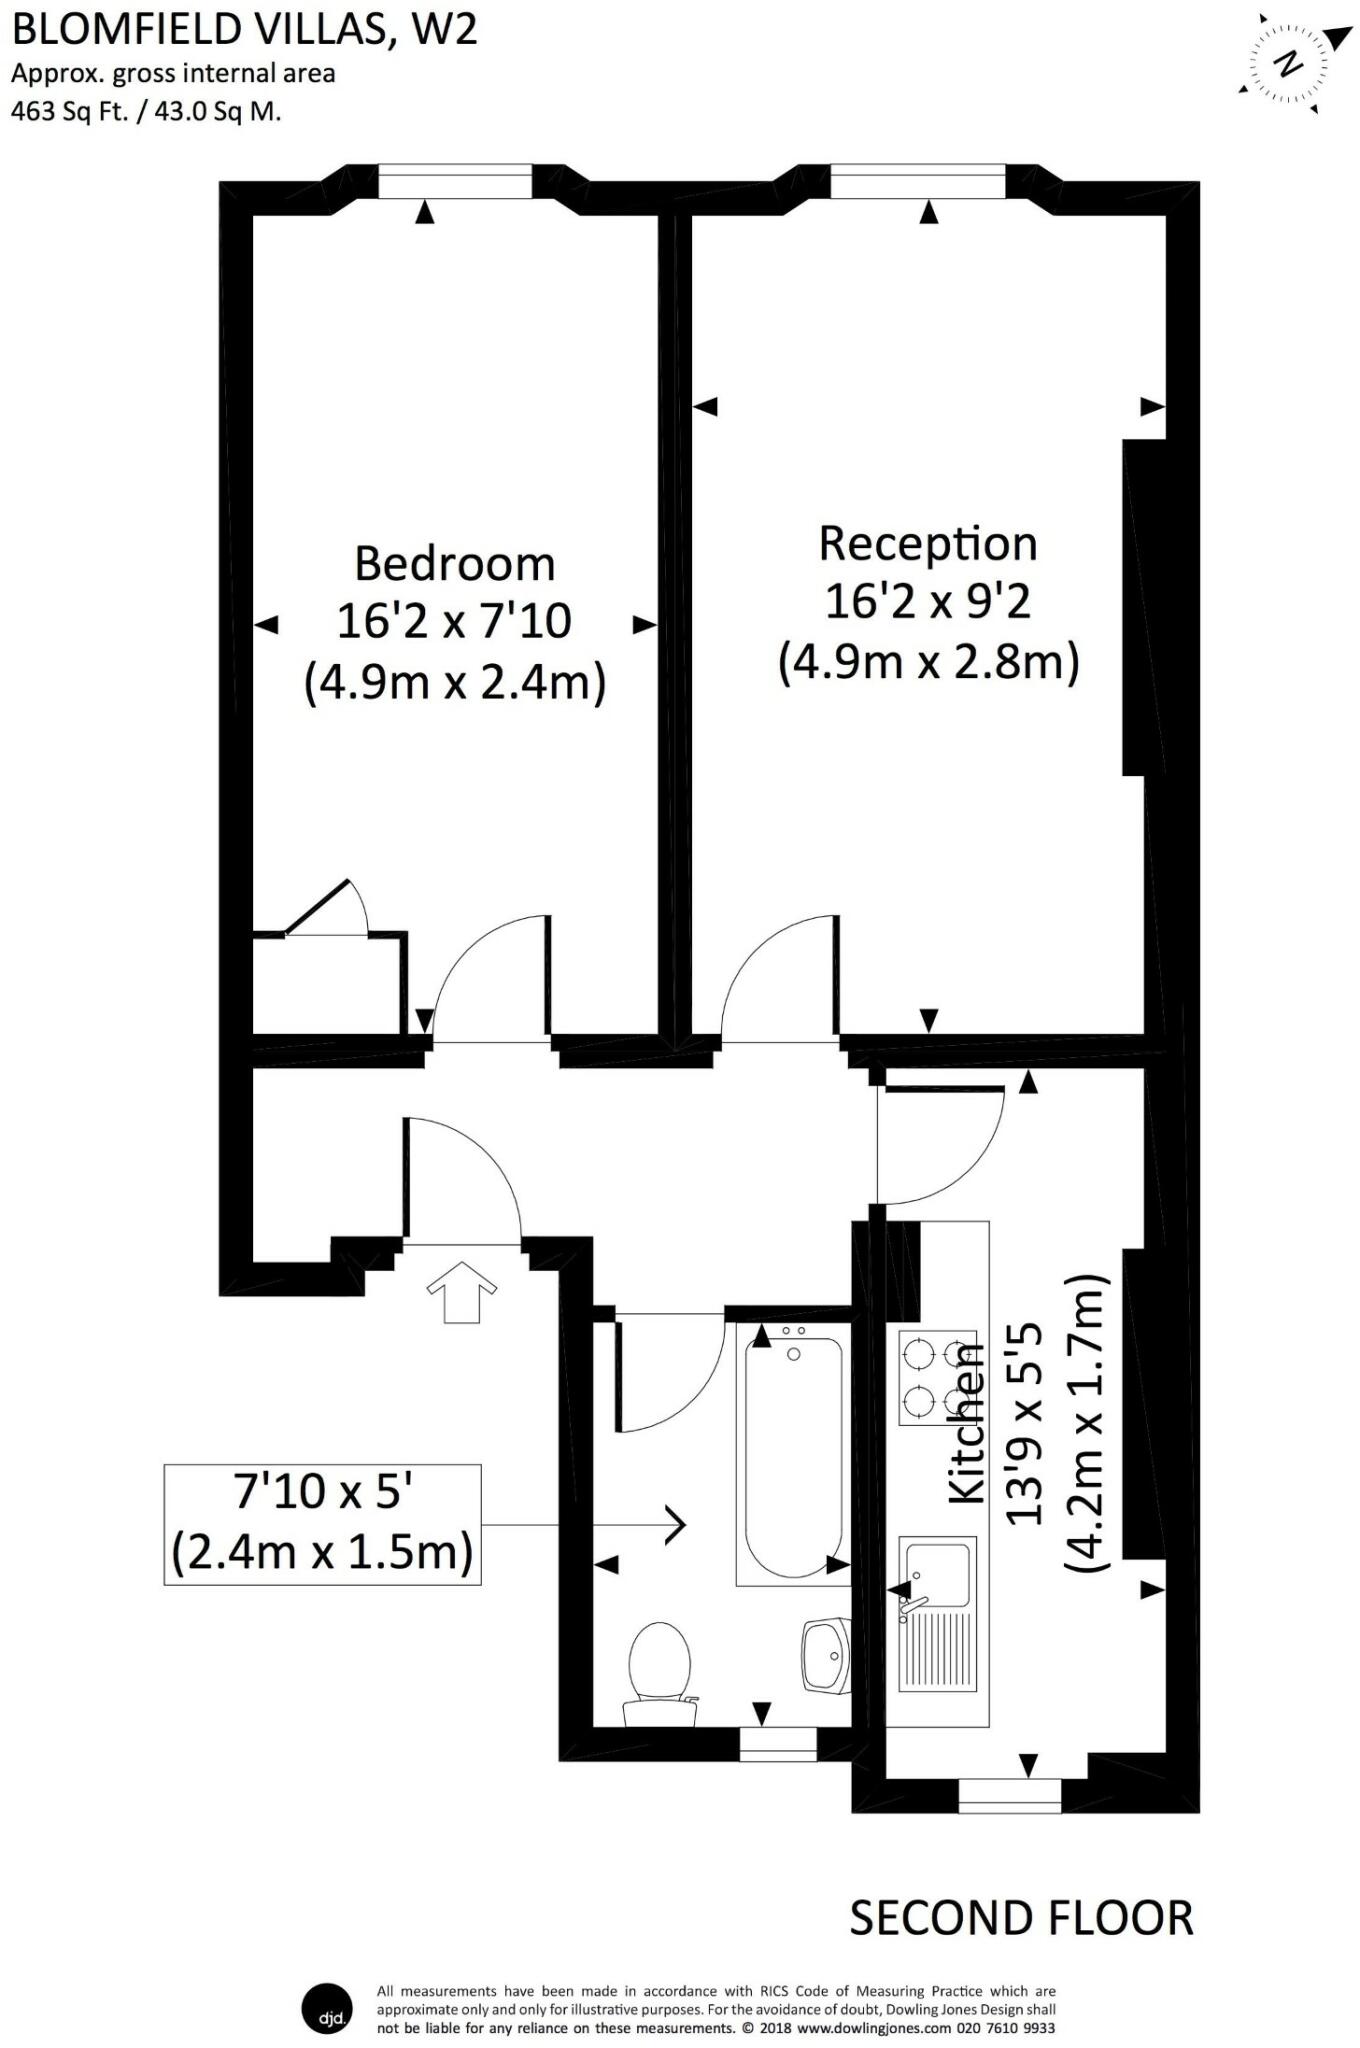 BLOMFIELD VILLAS, W2
Approx. gross internal area
463 Sq Ft. / 43.0 Sq M.
N
Bedroom
16'2 x 7'10
(4.9m x 2.4m)
Reception
16'2 x 9'2
(4.9m x 2.8m)
Kitchen
13'9 x 5'5
(4.2m x 1.7m)
7'10 x 5'
(2.4m x 1.5m)
SECOND FLOOR
djd.
All measurements have been made in accordance with RICS Code of Measuring Practice which are
approximate only and only for illustrative purposes. For the avoidance of doubt, Dowling Jones Design shall
not be liable for any reliance on these measurements. © 2018 www.dowlingjones.com 020 7610 9933